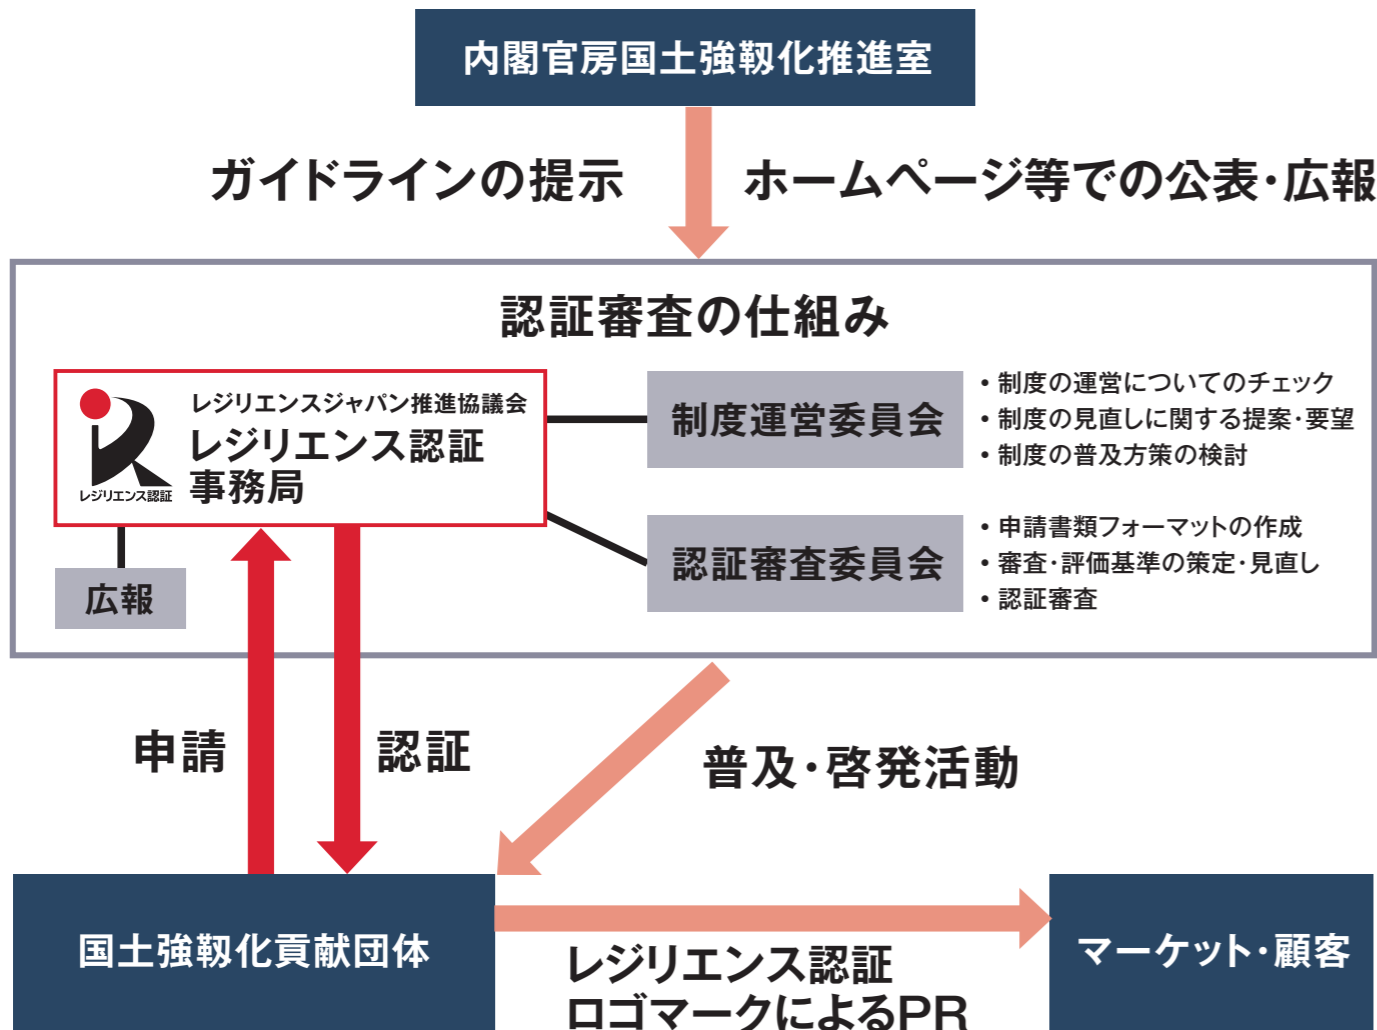 内閣官房国土強靱化推進室
ガイドラインの提示
ホームページ等での公表･広報
認証審査の仕組み
レジリエンスジャパン推進協議会
レジリエンス認証
事務局
レジリエンス認証
広報
制度運営委員会
• 制度の運営についてのチェック
• 制度の見直しに関する提案･要望
• 制度の普及方策の検討
認証審査委員会
• 申請書類フォーマットの作成
• 審査･評価基準の策定･見直し
• 認証審査
申請
認証
普及･啓発活動
国土強靱化貢献団体
レジリエンス認証
ロゴマークによるPR
マーケット･顧客